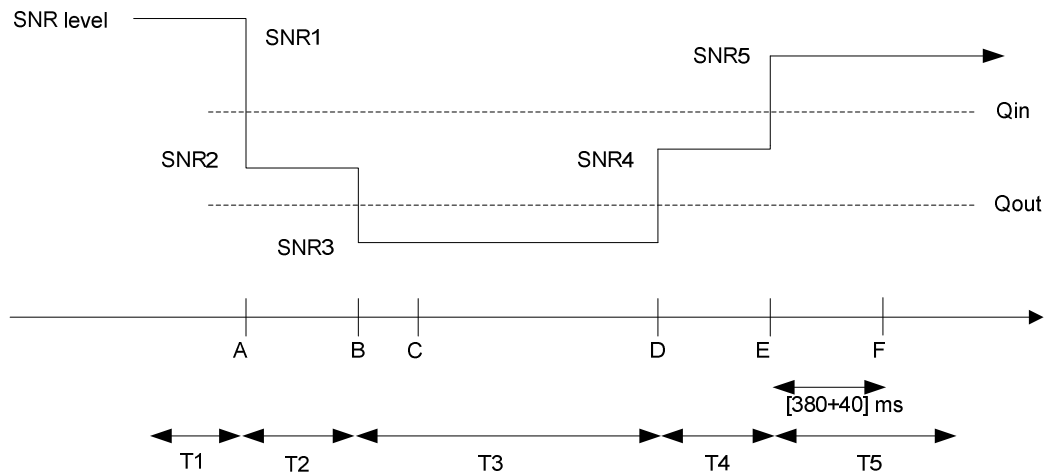 SNR level
SNR1
SNR5
Qin
SNR2
SNR4
Qout
SNR3
A
B
C
D
E
F
[380+40] ms
T1
T2
T3
T4
T5